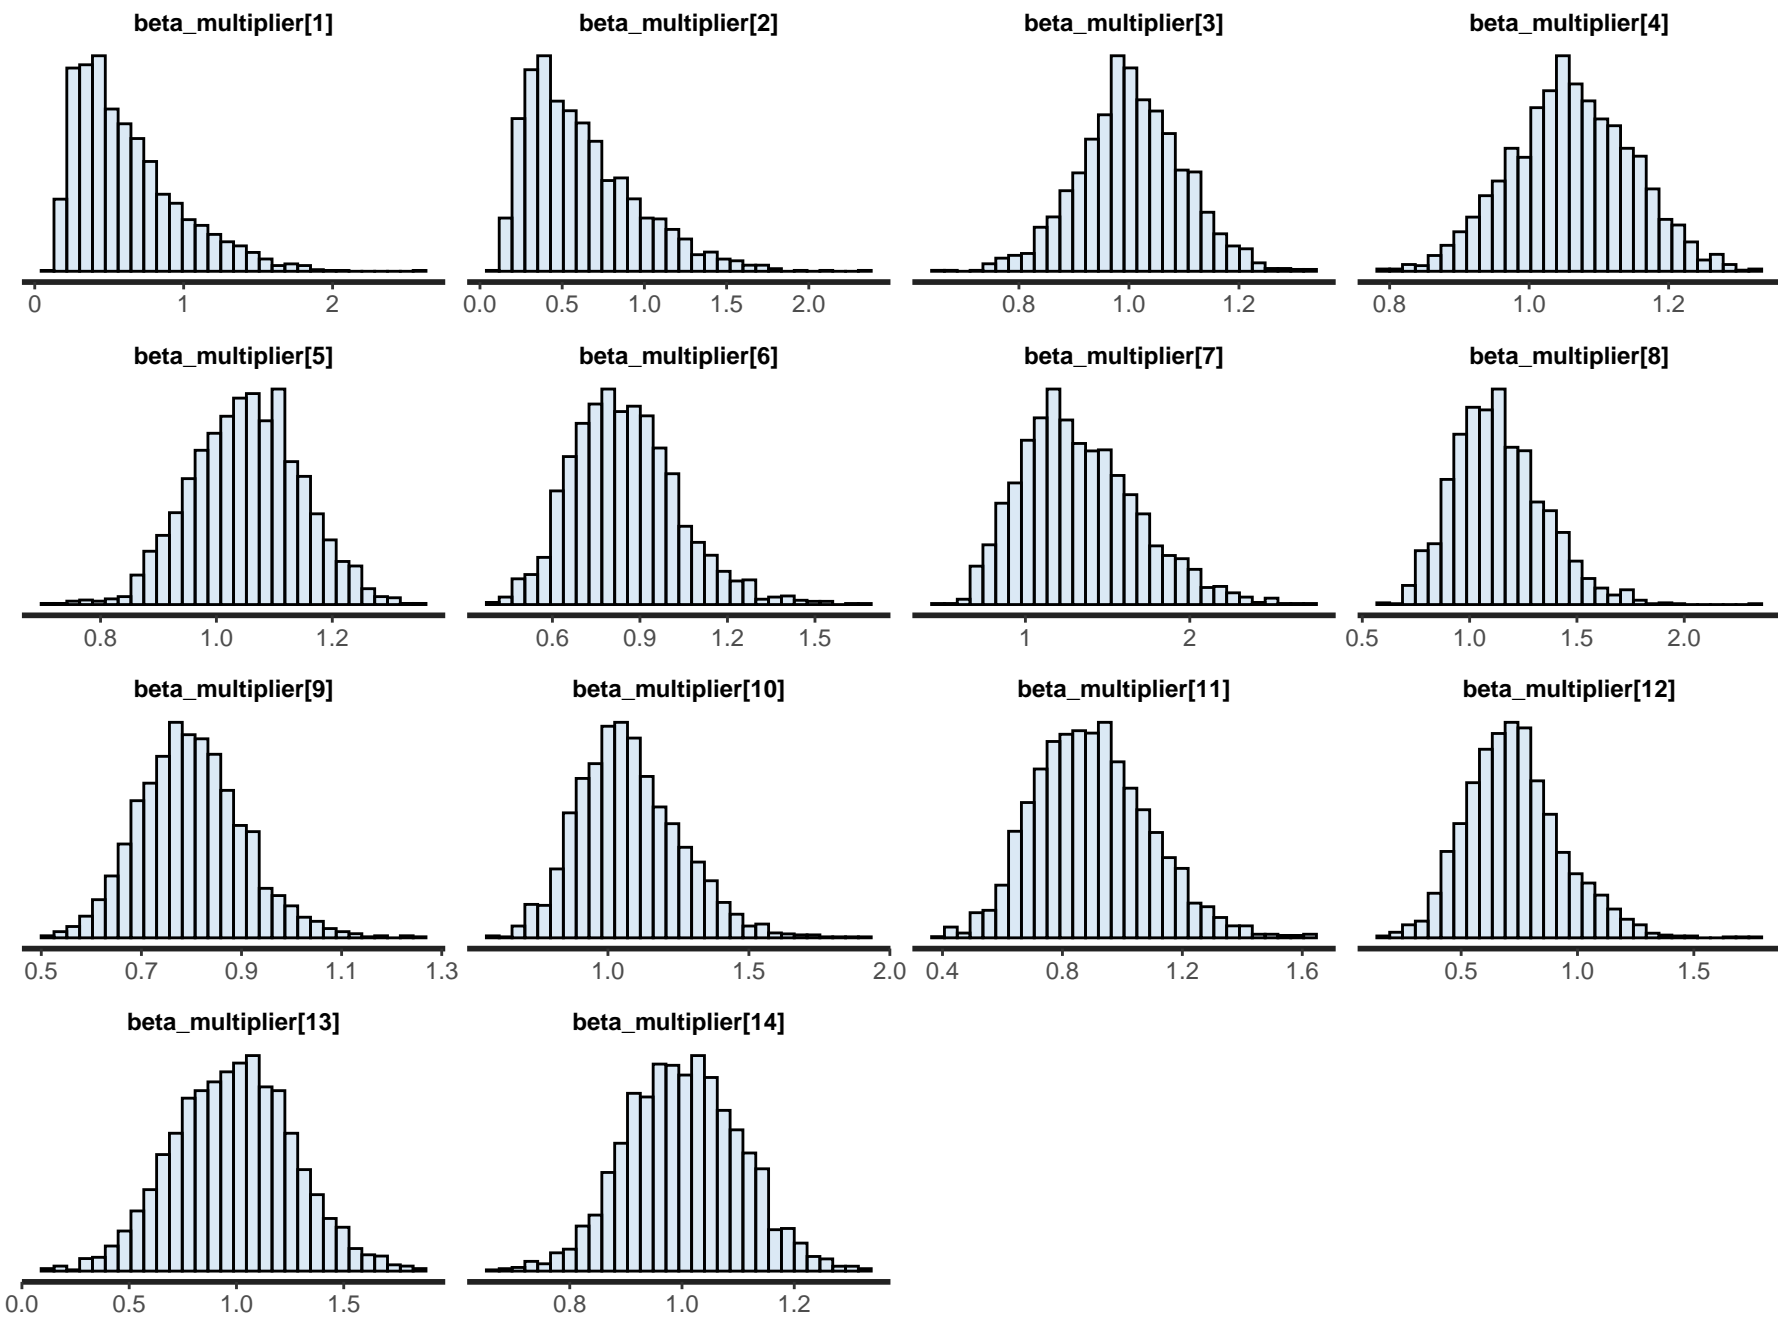 beta_multiplier[1] beta_multiplier[2] beta_multiplier[3] beta_multiplier[4]
0 1 2 0.0 0.5 1.0 1.5 2.0 0.8 1.0 1.2 0.8 1.0 1.2
beta_multiplier[5] beta_multiplier[6] beta_multiplier[7] beta_multiplier[8]
0.8 1.0 1.2 0.6 0.9 1.2 1.5 1 2 0.5 1.0 1.5 2.0
beta_multiplier[9] beta_multiplier[10] beta_multiplier[11] beta_multiplier[12]
0.5 0.7 0.9 1.1 1.3 1.0 1.5 2.0 0.4 0.8 1.2 1.6 0.5 1.0 1.5
beta_multiplier[13] beta_multiplier[14]
0.0 0.5 1.0 1.5 0.8 1.0 1.2